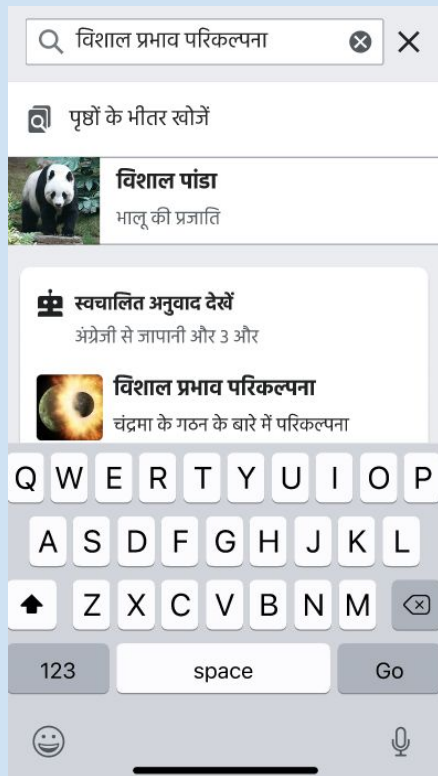 विशाल प्रभाव परिकल्पना
पृष्ठों के भीतर खोजें
विशाल पांडा
भालू की प्रजाति
स्वचालित अनुवाद देखें
अंग्रेजी से जापानी और 3 और
विशाल प्रभाव परिकल्पना
चंद्रमा के गठन के बारे में परिकल्पना
Q W E R T Y U I O P
A S D F G H J K L
Z X C V B N M
123 space Go